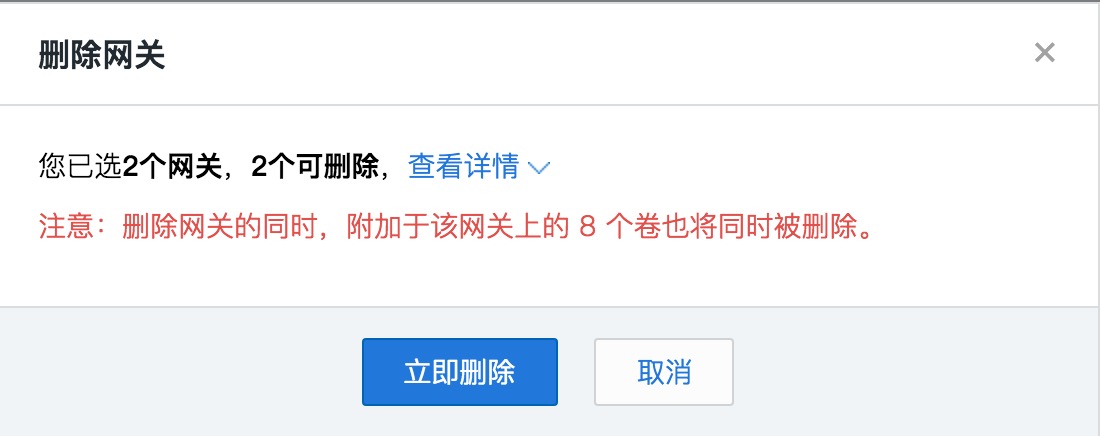 删除网关
您已选2个网关，2个可删除，查看详情
注意：删除网关的同时，附加于该网关上的 8 个卷也将同时被删除。
立即删除
取消